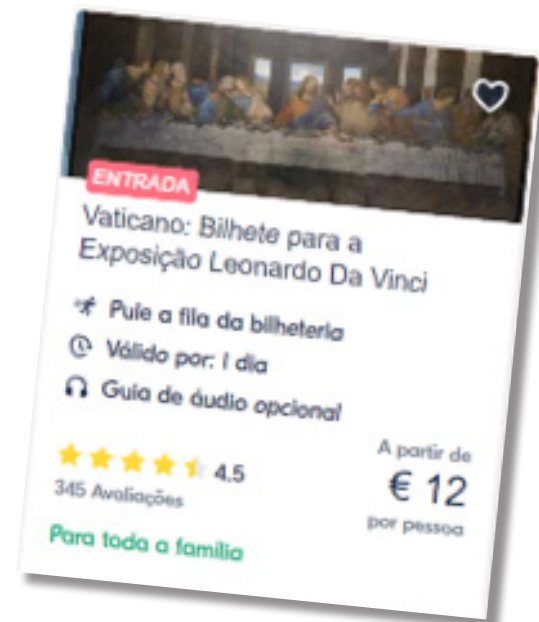 ENTRADA
Vaticano: Bilhete para a
Exposição Leonardo Da Vinci
Pule a fila da bilheteria
Válido por: 1 dia
Guia de áudio opcional
4.5
345 Avaliações
A partir de
€ 12
por pessoa
Para toda a família